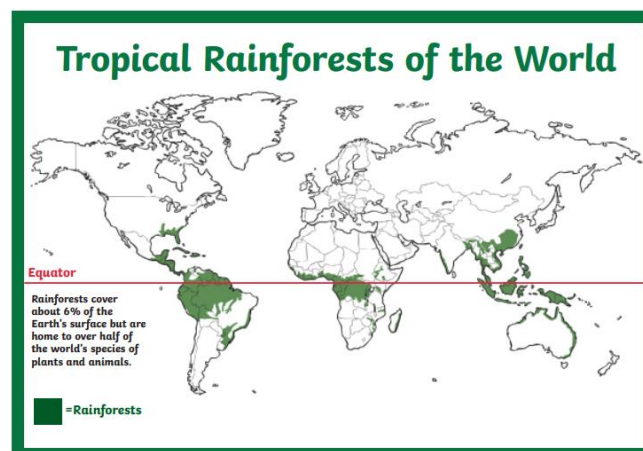 Tropical Rainforests of the World
Equator
Rainforests cover
about 6% of the
Earth's surface but are
home to over half of
the world's species of
plants and animals.
=Rainforests